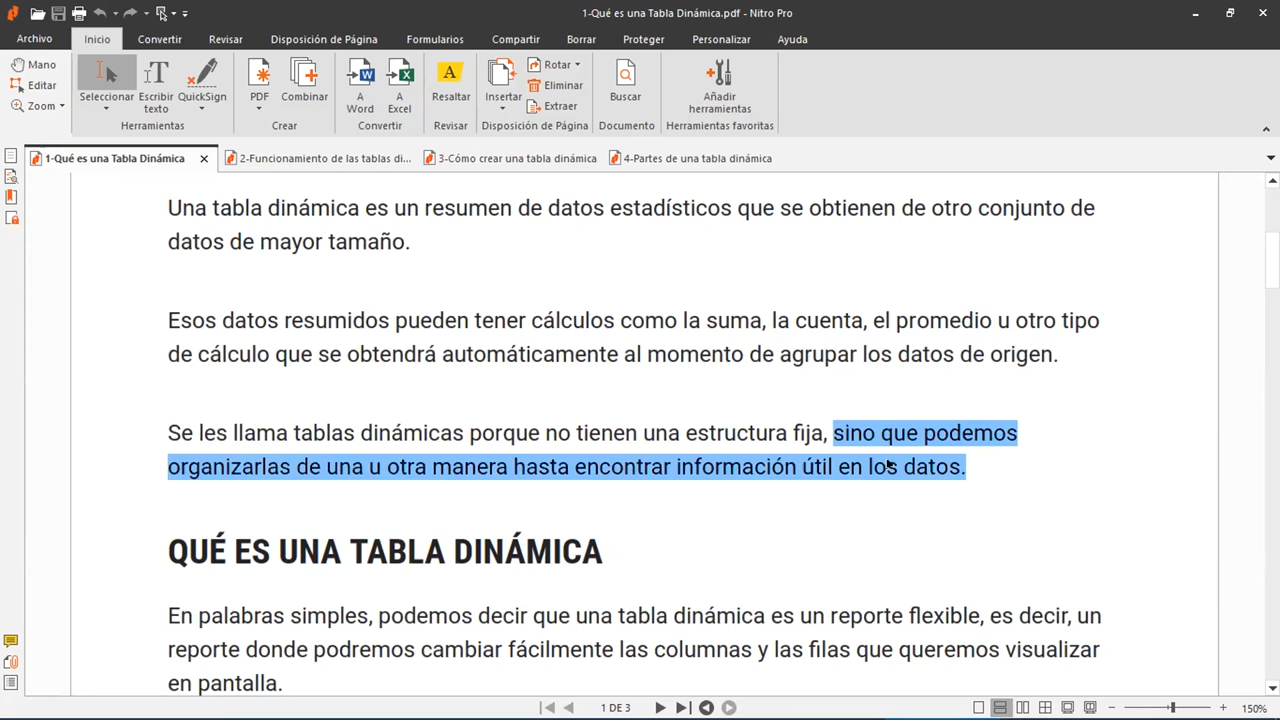 1-Qué es una Tabla Dinámica.pdf - Nitro Pro
Archivo Inicio Convertir Revisar Disposición de Página Formularios Compartir Borrar Proteger Personalizar Ayuda
Mano
Editar
Zoom
Seleccionar
Escribir texto
QuickSign
Herramientas
PDF
Combinar
Crear
A Word
A Excel
Convertir
Resaltar
Revisar
Insertar
Rotar
Eliminar
Extraer
Disposición de Página
Buscar
Documento
Añadir herramientas
Herramientas favoritas
1-Qué es una Tabla Dinámica 2-Funcionamiento de las tablas di... 3-Cómo crear una tabla dinámica 4-Partes de una tabla dinámica
Una tabla dinámica es un resumen de datos estadísticos que se obtienen de otro conjunto de
datos de mayor tamaño.
Esos datos resumidos pueden tener cálculos como la suma, la cuenta, el promedio u otro tipo
de cálculo que se obtendrá automáticamente al momento de agrupar los datos de origen.
Se les llama tablas dinámicas porque no tienen una estructura fija, sino que podemos
organizarlas de una u otra manera hasta encontrar información útil en los datos.
QUÉ ES UNA TABLA DINÁMICA
En palabras simples, podemos decir que una tabla dinámica es un reporte flexible, es decir, un
reporte donde podremos cambiar fácilmente las columnas y las filas que queremos visualizar
en pantalla.
1 DE 3
150%